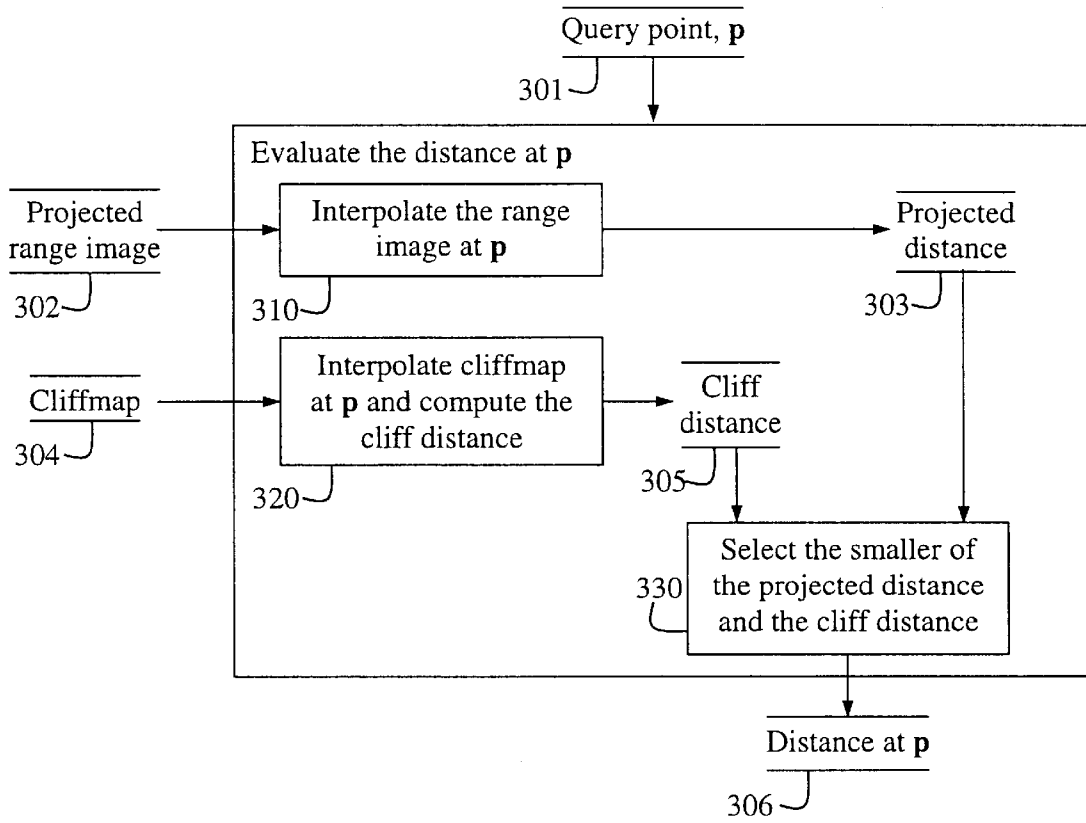 Query point, p
301
Evaluate the distance at p
Projected
range image
302
Interpolate the range
image at p
310
Projected
distance
303
Cliffmap
304
Interpolate cliffmap
at p and compute the
cliff distance
320
Cliff
distance
305
Select the smaller of
the projected distance
and the cliff distance
330
Distance at p
306